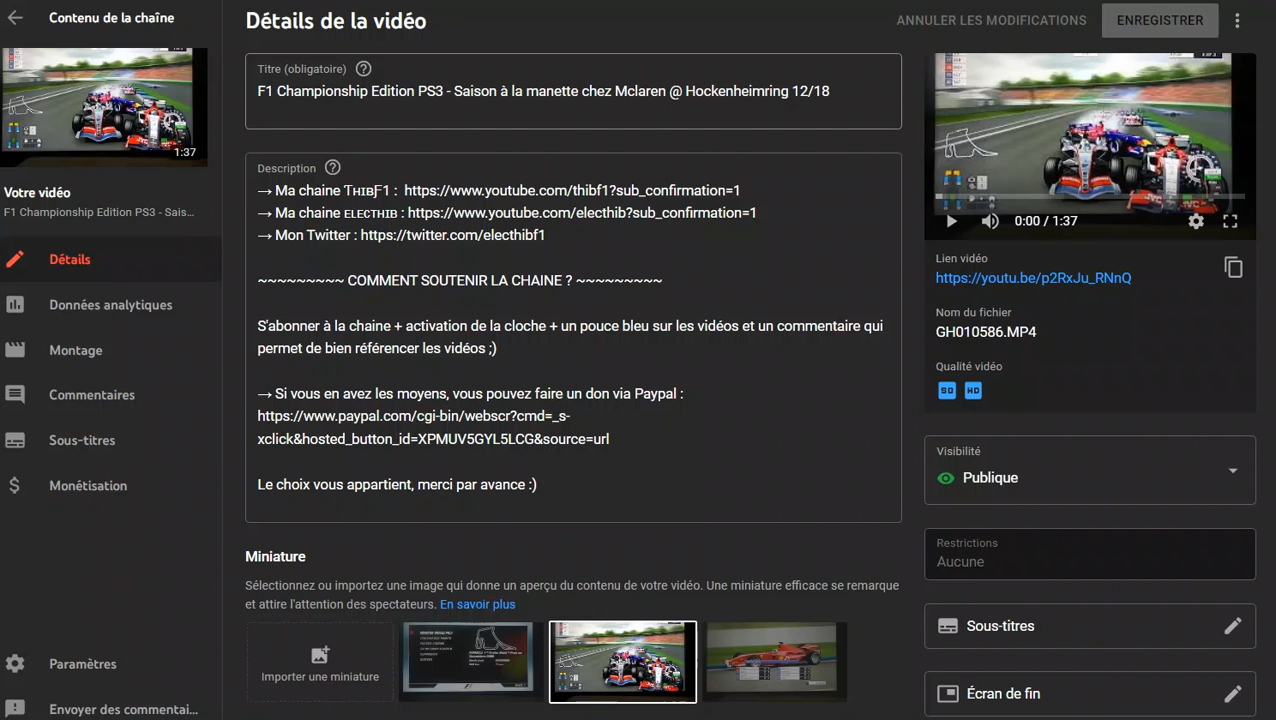 Contenu de la chaîne
1:37
Votre vidéo
F1 Championship Edition PS3 - Sais...
Détails
Données analytiques
Montage
Commentaires
Sous-titres
Monétisation
Paramètres
Envoyer des commentai...
Détails de la vidéo
ANNULER LES MODIFICATIONS
ENREGISTRER
Titre (obligatoire)
F1 Championship Edition PS3 - Saison à la manette chez Mclaren @ Hockenheimring 12/18
Description
→ Ma chaine TʜɪʙF1 :  https://www.youtube.com/thibf1?sub_confirmation=1
→ Ma chaine ᴇʟᴇᴄᴛʜɪʙ : https://www.youtube.com/electhib?sub_confirmation=1
→ Mon Twitter : https://twitter.com/electhibf1
~~~~~~~~~ COMMENT SOUTENIR LA CHAINE ? ~~~~~~~~~
S'abonner à la chaine + activation de la cloche + un pouce bleu sur les vidéos et un commentaire qui
permet de bien référencer les vidéos ;)
→ Si vous en avez les moyens, vous pouvez faire un don via Paypal :
https://www.paypal.com/cgi-bin/webscr?cmd=_s-
xclick&hosted_button_id=XPMUV5GYL5LCG&source=url
Le choix vous appartient, merci par avance :)
Miniature
Sélectionnez ou importez une image qui donne un aperçu du contenu de votre vidéo. Une miniature efficace se remarque
et attire l'attention des spectateurs. En savoir plus
Importer une miniature
0:00 / 1:37
Lien vidéo
https://youtu.be/p2RxJu_RNnQ
Nom du fichier
GH010586.MP4
Qualité vidéo
SD HD
Visibilité
Publique
Restrictions
Aucune
Sous-titres
Écran de fin